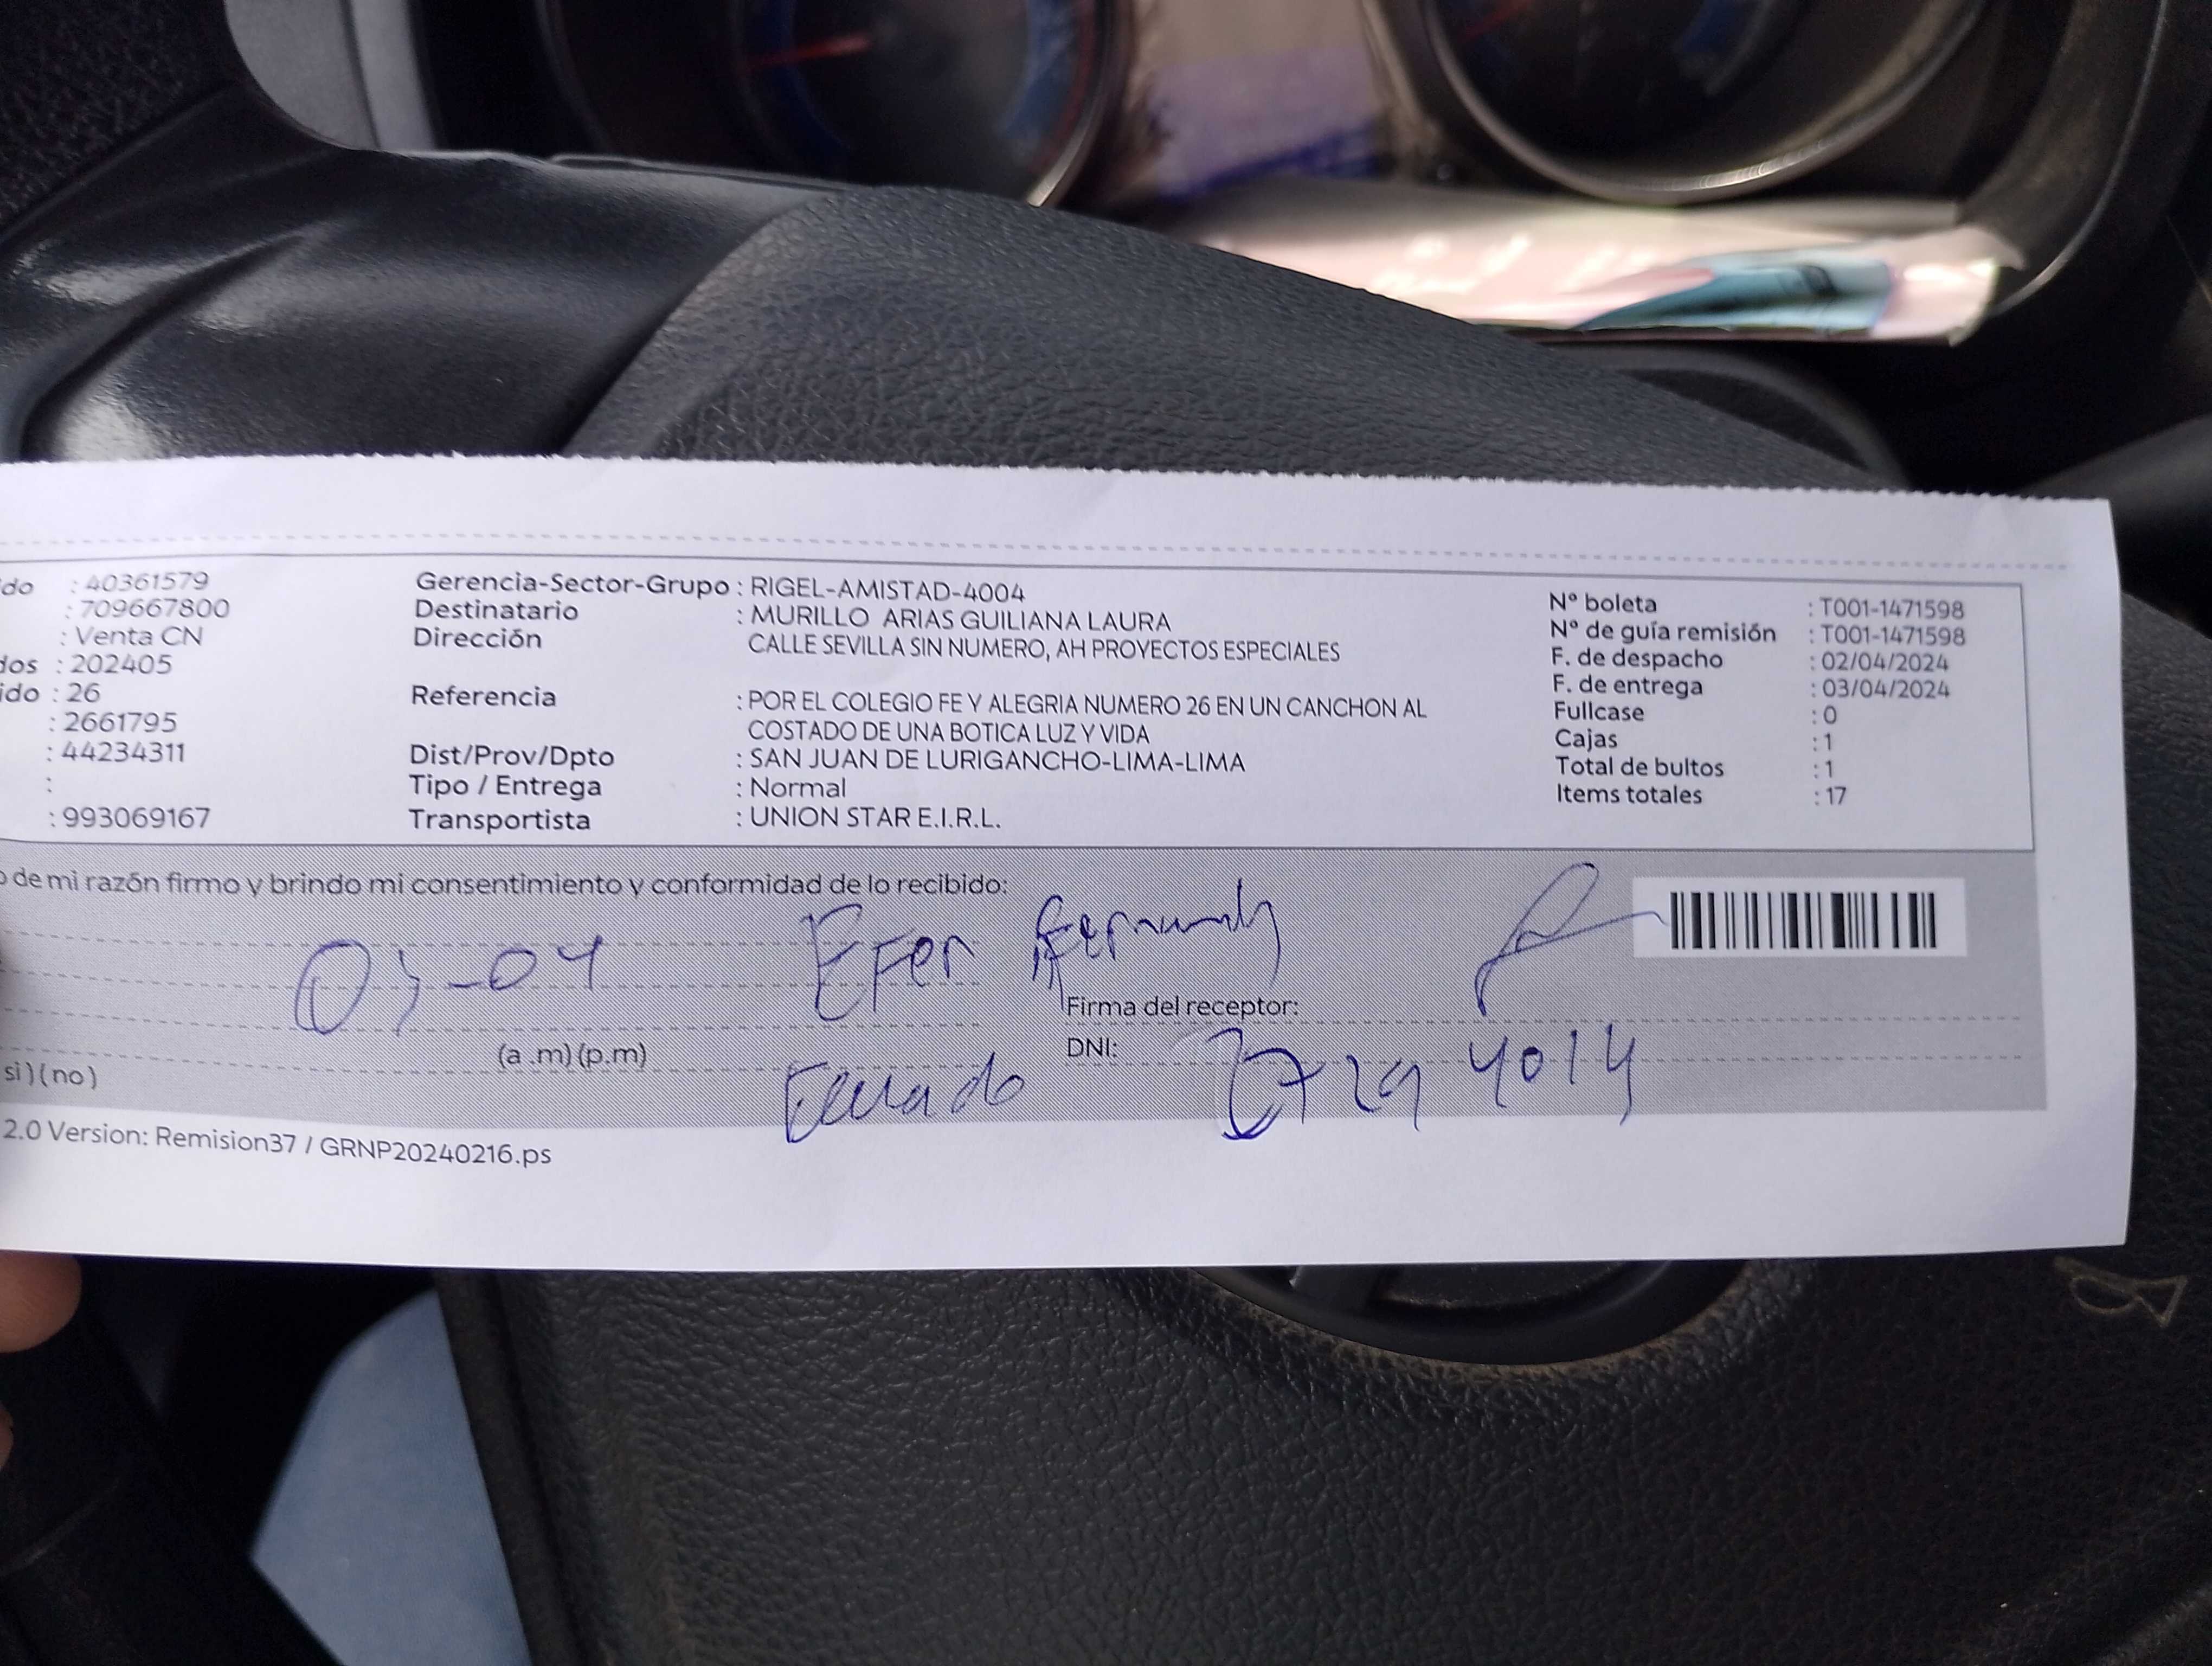 do : 40361579
: 709667800
: Venta CN
dos : 202405
ido : 26
: 2661795
: 44234311
:
: 993069167
Gerencia-Sector-Grupo : RIGEL-AMISTAD-4004
Destinatario : MURILLO ARIAS GUILIANA LAURA
Dirección CALLE SEVILLA SIN NUMERO, AH PROYECTOS ESPECIALES
Referencia : POR EL COLEGIO FE Y ALEGRIA NUMERO 26 EN UN CANCHON AL
COSTADO DE UNA BOTICA LUZ Y VIDA
Dist/Prov/Dpto : SAN JUAN DE LURIGANCHO-LIMA-LIMA
Tipo / Entrega : Normal
Transportista : UNION STAR E.I.R.L.
N° boleta : T001-1471598
N° de guía remisión : T001-1471598
F. de despacho : 02/04/2024
F. de entrega : 03/04/2024
Fullcase : 0
Cajas : 1
Total de bultos : 1
Items totales : 17
o de mi razón firmo y brindo mi consentimiento y conformidad de lo recibido:
03-04 Efer
Firma del receptor:
(a .m) (p.m)
DNI:
si) (no)
2.0 Version: Remision37 / GRNP20240216.ps